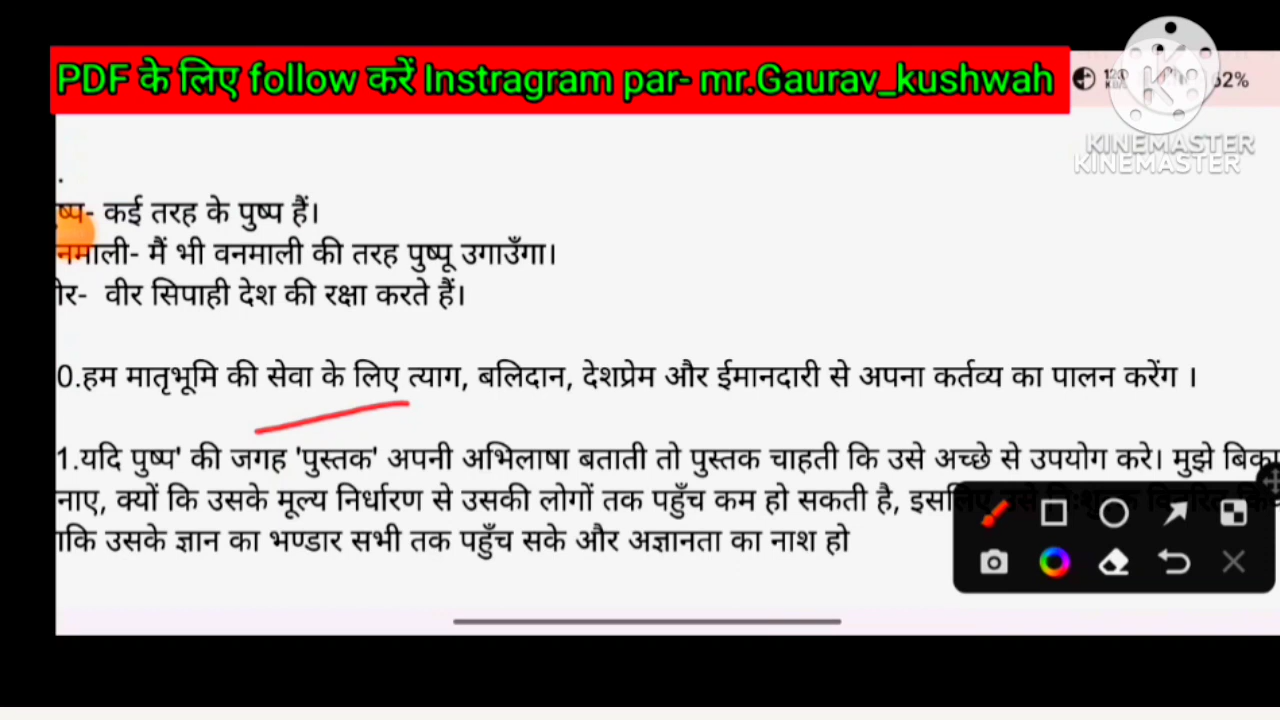 PDF के लिए follow करें Instragram par- mr.Gaurav_kushwah
62%
KINEMASTER
KINEMASTER
.
ष्प- कई तरह के पुष्प हैं।
नमाली- मैं भी वनमाली की तरह पुष्पू उगाउँगा।
ीर- वीर सिपाही देश की रक्षा करते हैं।
0.हम मातृभूमि की सेवा के लिए त्याग, बलिदान, देशप्रेम और ईमानदारी से अपना कर्तव्य का पालन करेंग ।
1.यदि पुष्प' की जगह 'पुस्तक' अपनी अभिलाषा बताती तो पुस्तक चाहती कि उसे अच्छे से उपयोग करे। मुझे बिका
नाए, क्यों कि उसके मूल्य निर्धारण से उसकी लोगों तक पहुँच कम हो सकती है,
ाकि उसके ज्ञान का भण्डार सभी तक पहुँच सके और अज्ञानता का नाश हो